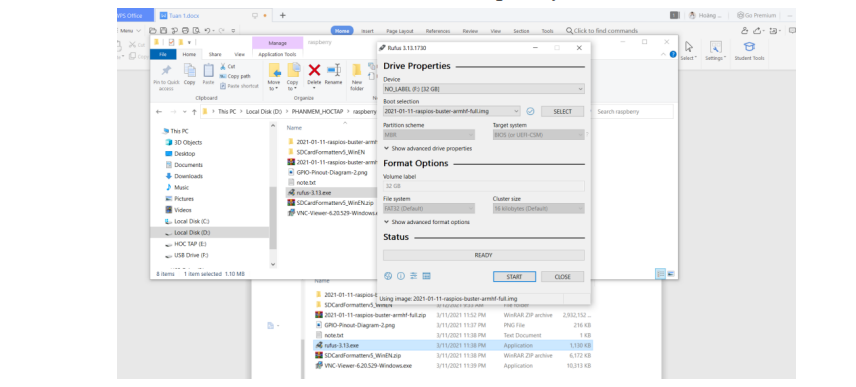 WPS Office Tuan 1.docx +
Menu Home Insert Page Layout References Review View Section Tools Click to find commands
Hoàng ... Go Premium
Select Settings Student Tools
Manage raspberry
File Home Share View Application Tools
Pin to Quick access Copy Paste Cut Copy path Paste shortcut Move to Copy to Delete Rename New folder
Clipboard Organize
This PC > Local Disk (D:) > PHANMEM_HOCTAP > raspberry
Search raspberry
This PC
3D Objects
Desktop
Documents
Downloads
Music
Pictures
Videos
Local Disk (C:)
Local Disk (D:)
HOC TAP (E:)
USB Drive (F:)
Name
2021-01-11-raspios-buster-armhf
SDCardFormatterv5_WinEN
2021-01-11-raspios-buster-armhf
GPIO-Pinout-Diagram-2.png
note.txt
rufus-3.13.exe
SDCardFormatterv5_WinEN.zip
VNC-Viewer-6.20.529-Windows.e
8 items 1 item selected 1.10 MB
Rufus 3.13.1730
Drive Properties
Device
NO_LABEL (F:) [32 GB]
Boot selection
2021-01-11-raspios-buster-armhf-full.img SELECT
Partition scheme Target system
MBR BIOS (or UEFI-CSM) ?
Show advanced drive properties
Format Options
Volume label
32 GB
File system Cluster size
FAT32 (Default) 16 kilobytes (Default)
Show advanced format options
Status
READY
START CLOSE
Using image: 2021-01-11-raspios-buster-armhf-full.img
Name
2021-01-11-raspios-b
SDCardFormatterv5_WinEN 3/12/2021 9:23 AM File folder
2021-01-11-raspios-buster-armhf-full.zip 3/11/2021 11:52 PM WinRAR ZIP archive 2,932,152 ...
GPIO-Pinout-Diagram-2.png 3/11/2021 11:37 PM PNG File 216 KB
note.txt 3/11/2021 11:38 PM Text Document 1 KB
rufus-3.13.exe 3/11/2021 11:38 PM Application 1,130 KB
SDCardFormatterv5_WinEN.zip 3/11/2021 11:38 PM WinRAR ZIP archive 6,172 KB
VNC-Viewer-6.20.529-Windows.exe 3/11/2021 11:39 PM Application 10,313 KB